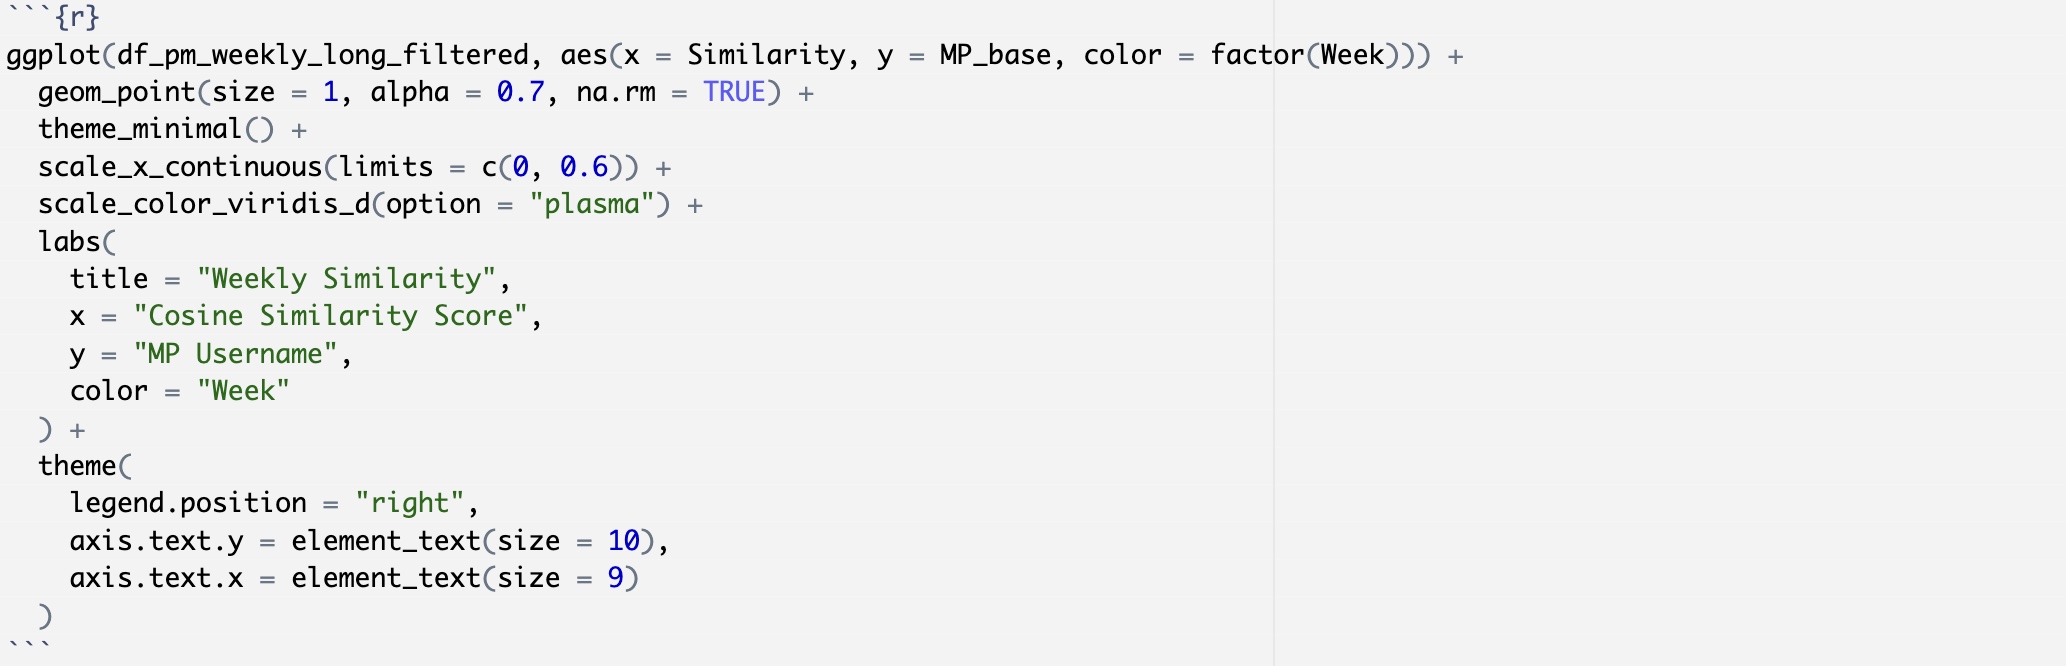 ```{r}
ggplot(df_pm_weekly_long_filtered, aes(x = Similarity, y = MP_base, color = factor(Week))) +
  geom_point(size = 1, alpha = 0.7, na.rm = TRUE) +
  theme_minimal() +
  scale_x_continuous(limits = c(0, 0.6)) +
  scale_color_viridis_d(option = "plasma") +
  labs(
    title = "Weekly Similarity",
    x = "Cosine Similarity Score",
    y = "MP Username",
    color = "Week"
  ) +
  theme(
    legend.position = "right",
    axis.text.y = element_text(size = 10),
    axis.text.x = element_text(size = 9)
  )
```